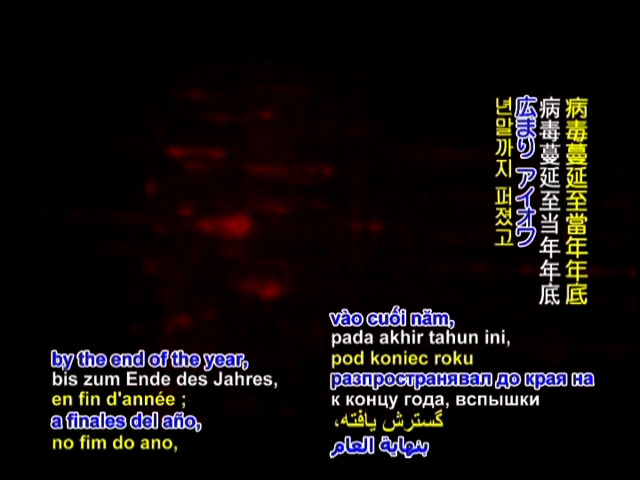 病毒蔓延至當年年底
病毒蔓延至当年年底
広まり アイオワ
년말까지 퍼졌고
by the end of the year,
bis zum Ende des Jahres,
en fin d'année ;
a finales del año,
no fim do ano,
vào cuối năm,
pada akhir tahun ini,
pod koniec roku
разпространявал до края на
к концу года, вспышки
گسترش یافته،
بنهاية العام